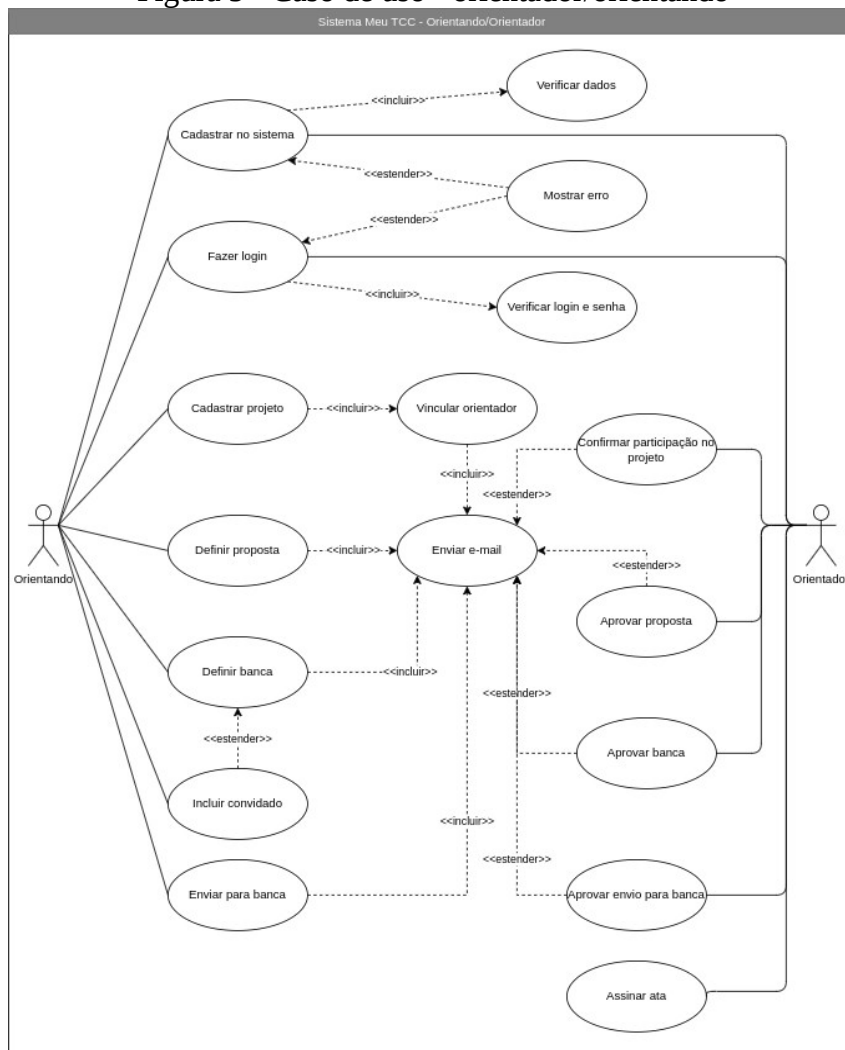 Sistema Meu TCC - Orientando/Orientador
Verificar dados
<<incluir>>
Cadastrar no sistema
<<estender>>
Mostrar erro
<<estender>>
Fazer login
<<incluir>>
Verificar login e senha
Cadastrar projeto
<<incluir>>
Vincular orientador
Confirmar participação no
projeto
<<incluir>>
<<estender>>
Orientando
Definir proposta
<<incluir>>
Enviar e-mail
Orientado
<<estender>>
Aprovar proposta
Definir banca
<<incluir>>
<<estender>>
<<estender>>
Aprovar banca
Incluir convidado
<<incluir>>
<<estender>>
Enviar para banca
Aprovar envio para banca
Assinar ata